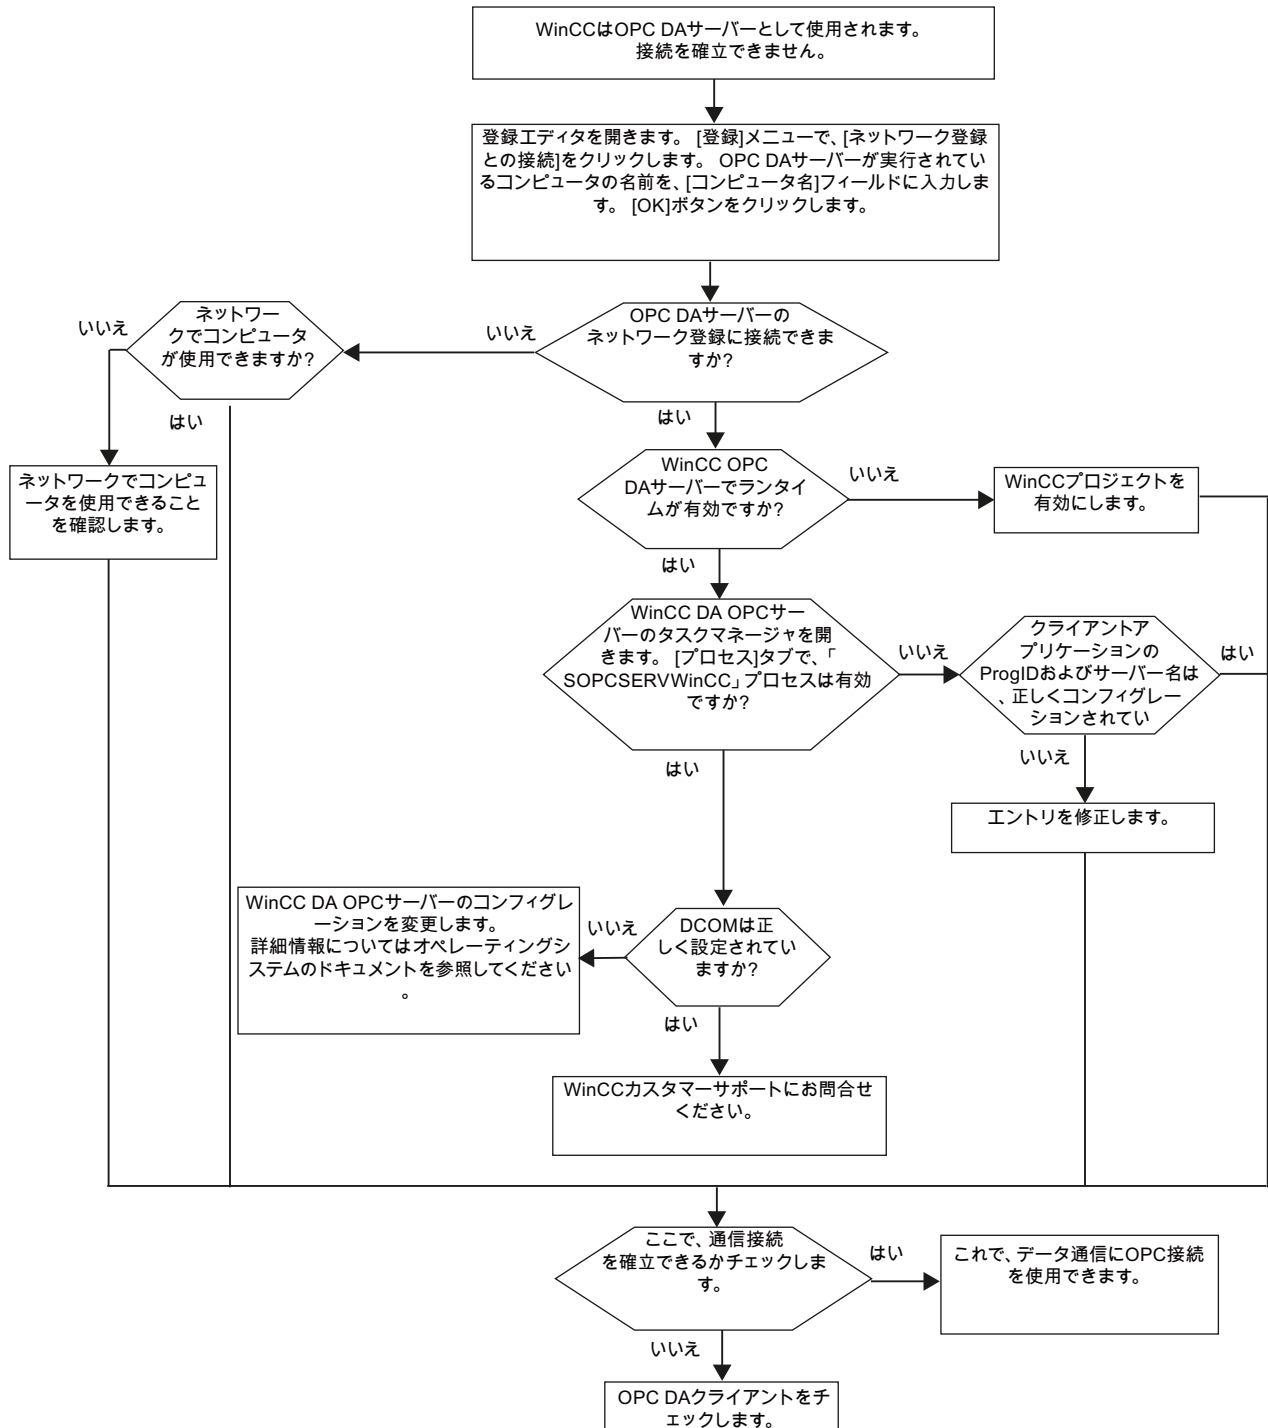 WinCCはOPC DAサーバーとして使用されます。
接続を確立できません。
登録エディタを開きます。 [登録]メニューで、[ネットワーク登録
との接続]をクリックします。 OPC DAサーバーが実行されてい
るコンピュータの名前を、[コンピュータ名]フィールドに入力しま
す。 [OK]ボタンをクリックします。
いいえ
ネットワー
クでコンピュータ
が使用できますか?
いいえ
OPC DAサーバーの
ネットワーク登録に接続できま
すか?
はい
はい
ネットワークでコンピュ
ータを使用できること
を確認します。
WinCC OPC
DAサーバーでランタイ
ムが有効ですか?
いいえ
WinCCプロジェクトを
有効にします。
はい
WinCC DA OPCサー
バーのタスクマネージャを開
きます。 [プロセス]タブで、「
SOPCSERVWinCC」プロセスは有効
ですか?
いいえ
クライアントア
プリケーションの
ProgIDおよびサーバー名は
、正しくコンフィグレー
ションされてい
はい
はい
いいえ
エントリを修正します。
WinCC DA OPCサーバーのコンフィグレ
ーションを変更します。
詳細情報についてはオペレーティングシ
ステムのドキュメントを参照してください
。
いいえ
DCOMは正
しく設定されてい
ますか?
はい
WinCCカスタマーサポートにお問合せ
ください。
ここで、通信接続
を確立できるかチェックしま
す。
はい
これで、データ通信にOPC接続
を使用できます。
いいえ
OPC DAクライアントをチ
ェックします。